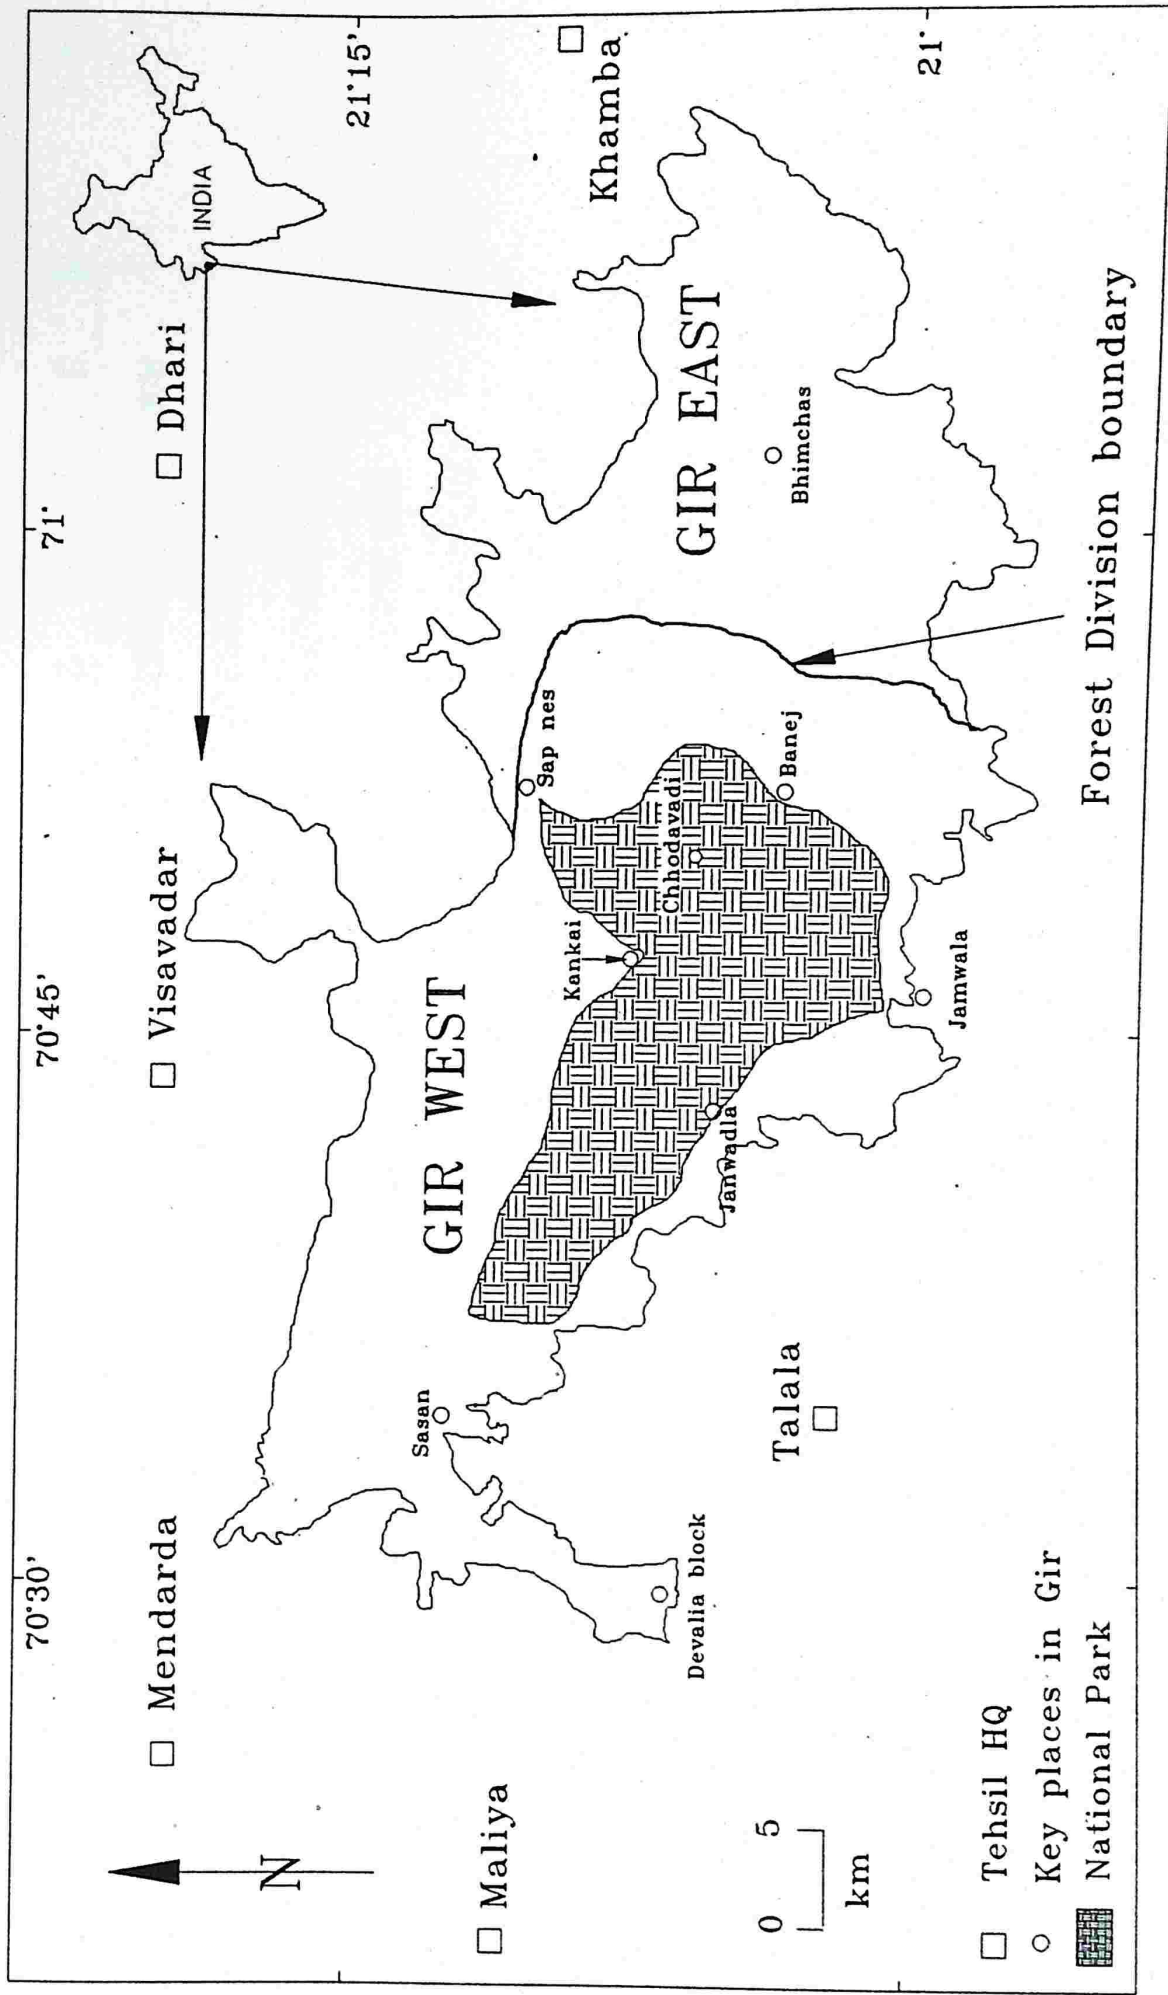 70°30'
70°45'
71°
21°15'
21°
INDIA
N
Mendarda
Visavadar
Dhari
Khamba
Maliya
Talala
GIR WEST
GIR EAST
Sasan
Devalia block
Sap nes
Kankai
Chhodavadi
Janwadla
Banej
Jamwala
Bhimchas
Forest Division boundary
0 5
km
Tehsil HQ
Key places in Gir
National Park